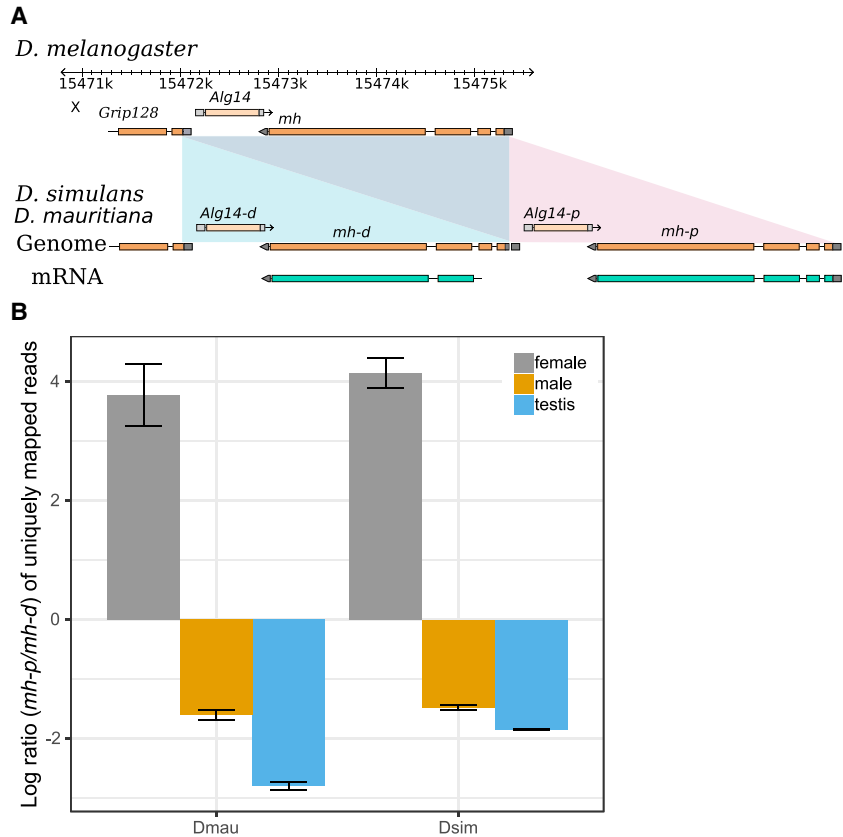 A
D. melanogaster
15471k 15472k 15473k 15474k 15475k
X
Grip128
Alg14
mh
D. simulans
D. mauritiana
Alg14-d
Alg14-p
Genome
mh-d
mh-p
mRNA
B
Log ratio (mh-p/mh-d) of uniquely mapped reads
4
2
0
-2
female
male
testis
Dmau
Dsim